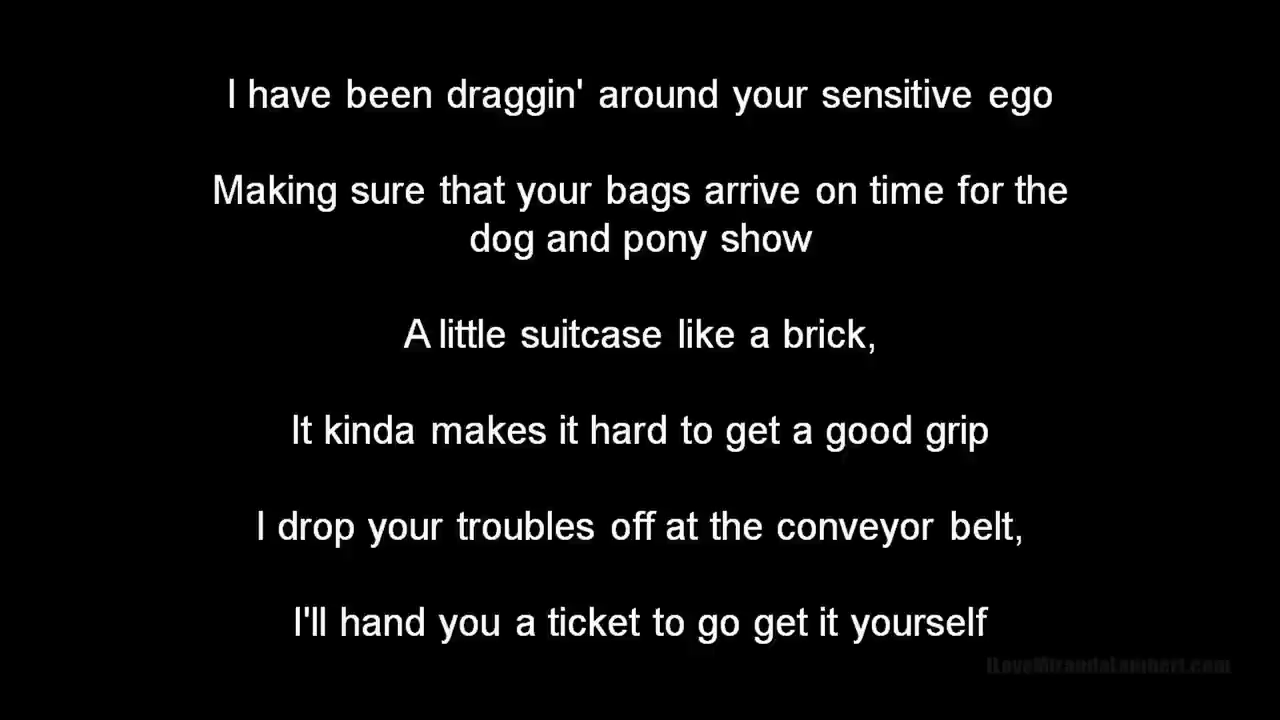 I have been draggin' around your sensitive ego
Making sure that your bags arrive on time for the
dog and pony show
A little suitcase like a brick,
It kinda makes it hard to get a good grip
I drop your troubles off at the conveyor belt,
I'll hand you a ticket to go get it yourself
ILoveMirandaLambert.com